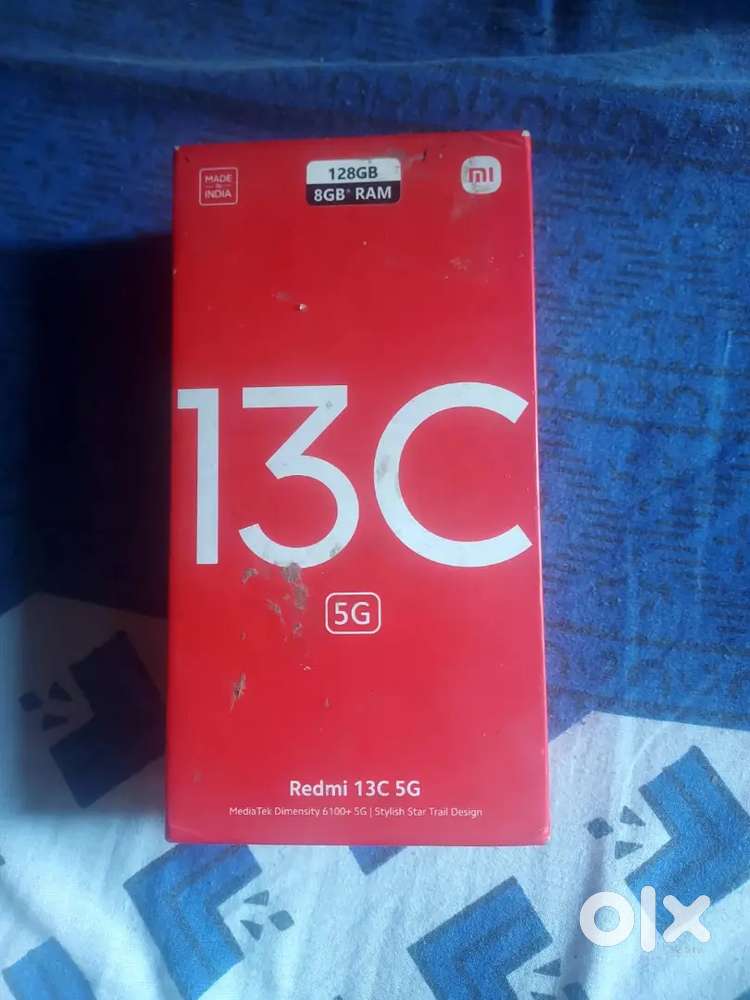 MADE
IN
INDIA
128GB
8GB* RAM
mi
13C
5G
Redmi 13C 5G
MediaTek Dimensity 6100+ 5G | Stylish Star Trail Design
olx